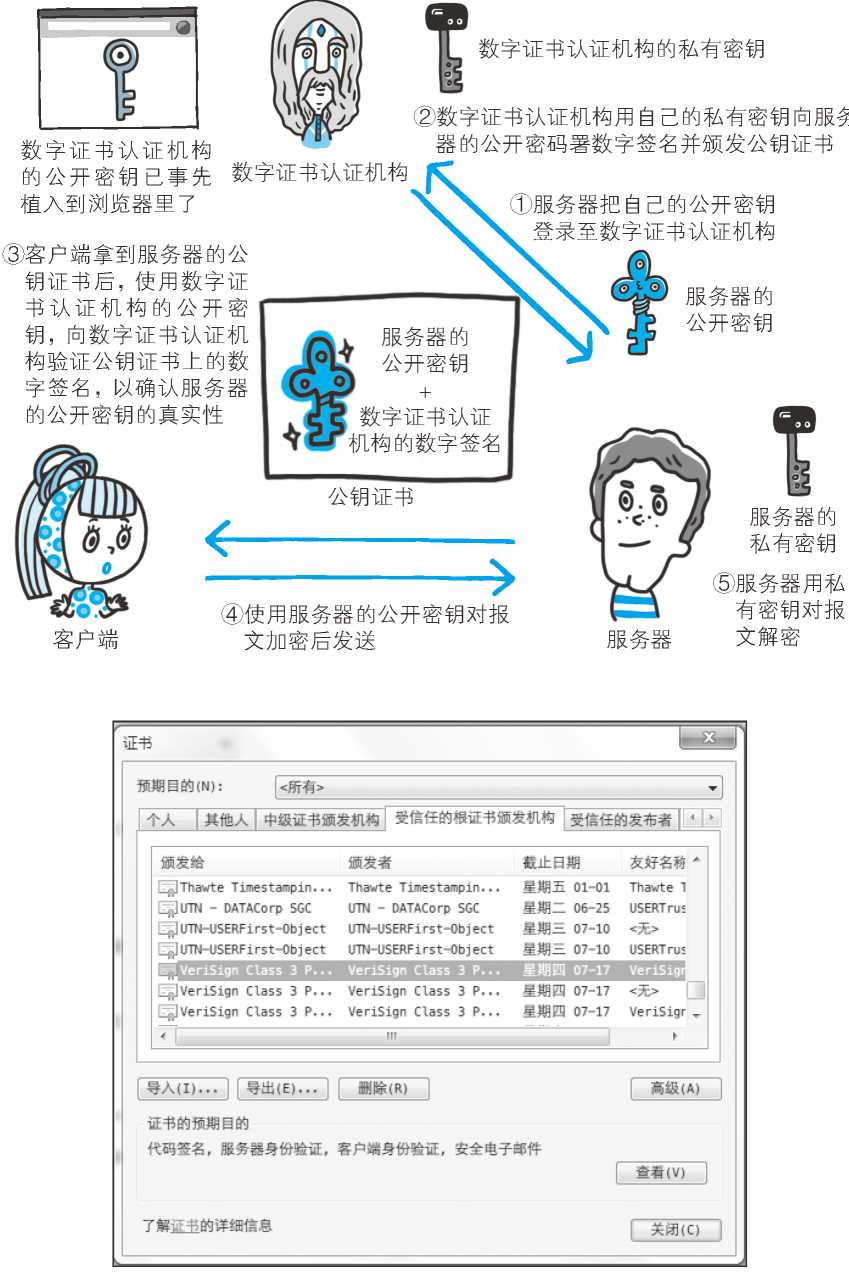 数字证书认证机构的私有密钥
②数字证书认证机构用自己的私有密钥向服务
器的公开密码署数字签名并颁发公钥证书
数字证书认证机构
的公开密钥已事先
植入到浏览器里了
数字证书认证机构
①服务器把自己的公开密钥
登录至数字证书认证机构
③客户端拿到服务器的公
钥证书后，使用数字证
书认证机构的公开密
钥，向数字证书认证机
构验证公钥证书上的数
字签名，以确认服务器
的公开密钥的真实性
服务器的
公开密钥
服务器的
公开密钥
+
数字证书认证
机构的数字签名
公钥证书
服务器的
私有密钥
⑤服务器用私
有密钥对报
文解密
④使用服务器的公开密钥对报
文加密后发送
客户端
服务器
证书
预期目的(N)： <所有>
个人 其他人 中级证书颁发机构 受信任的根证书颁发机构 受信任的发布者
颁发给 颁发者 截止日期 友好名称
Thawte Timestampin... Thawte Timestampin... 星期五 01-01 Thawte T
UTN - DATACorp SGC UTN - DATACorp SGC 星期二 06-25 USERTrus
UTN-USERFirst-Object UTN-USERFirst-Object 星期三 07-10 <无>
UTN-USERFirst-Object UTN-USERFirst-Object 星期三 07-10 USERTrus
VeriSign Class 3 P... VeriSign Class 3 P... 星期四 07-17 VeriSign
VeriSign Class 3 P... VeriSign Class 3 P... 星期四 07-17 <无>
VeriSign Class 3 P... VeriSign Class 3 P... 星期四 07-17 VeriSign
导入(I)... 导出(E)... 删除(R) 高级(A)
证书的预期目的
代码签名，服务器身份验证，客户端身份验证，安全电子邮件
查看(V)
了解证书的详细信息
关闭(C)